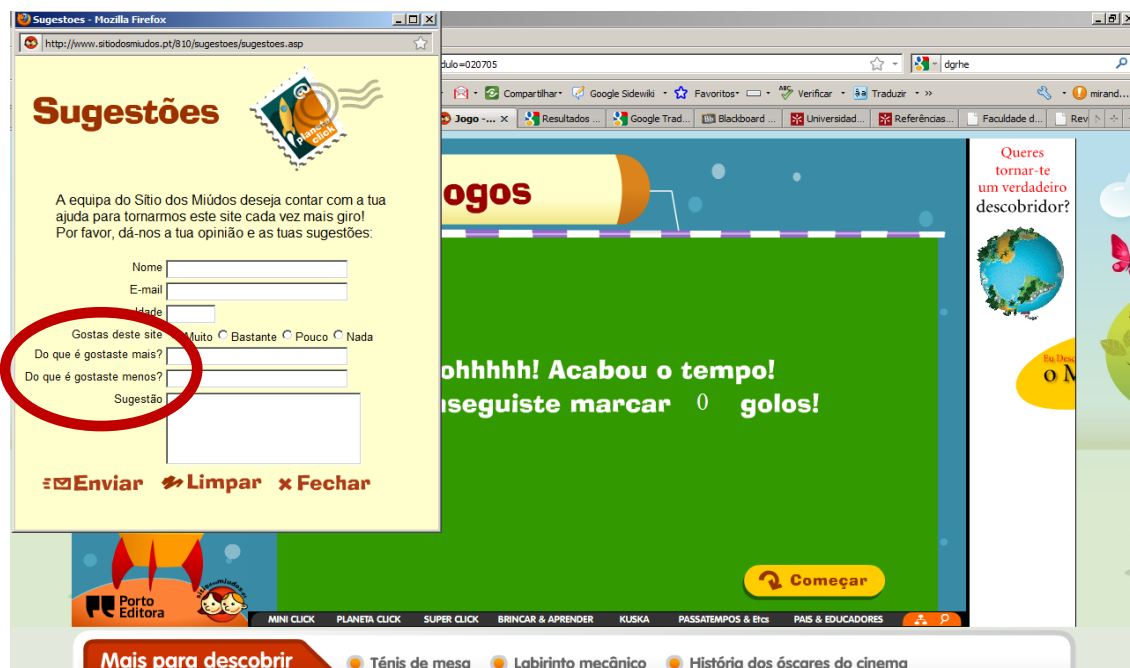 Sugestoes - Mozilla Firefox
http://www.sitiodosmiudos.pt/810/sugestoes/sugestoes.asp
Sugestões
Planeta click
A equipa do Sítio dos Miúdos deseja contar com a tua
ajuda para tornarmos este site cada vez mais giro!
Por favor, dá-nos a tua opinião e as tuas sugestões:
Nome
E-mail
Idade
Gostas deste site Muito Bastante Pouco Nada
Do que é gostaste mais?
Do que é gostaste menos?
Sugestão
Enviar Limpar Fechar
dulo=020705 dgrhe
Compartilhar Google Sidewiki Favoritos Verificar Traduzir » mirand...
Jogo -... Resultados ... Google Trad... Blackboard ... Universidad... Referências... Faculdade d... Rev
ogos
ohhhhh! Acabou o tempo!
nseguiste marcar 0 golos!
Começar
Queres
tornar-te
um verdadeiro
descobridor?
o M
Porto
Editora
sitiodosmiudos.pt
MINI CLICK PLANETA CLICK SUPER CLICK BRINCAR & APRENDER KUSKA PASSATEMPOS & Etcs PAIS & EDUCADORES
Mais para descobrir
Ténis de mesa Labirinto mecânico História dos óscares do cinema